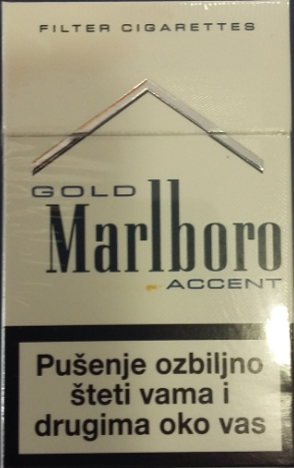 FILTER CIGARETTES
GOLD
Marlboro
ACCENT
Pušenje ozbiljno
šteti vama i
drugima oko vas